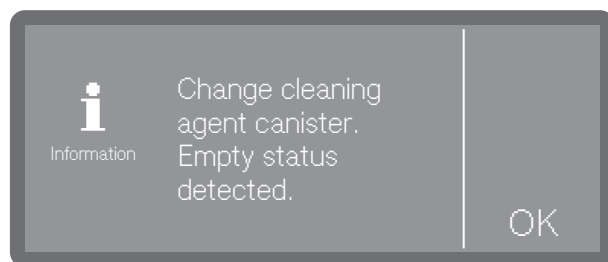 Information
Change cleaning
agent canister.
Empty status
detected.
OK